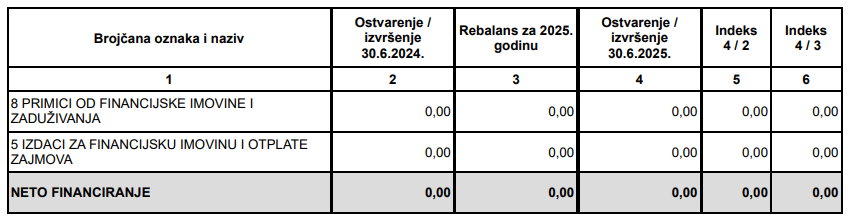 Brojčana oznaka i naziv
Ostvarenje /
izvršenje
30.6.2024.
Rebalans za 2025.
godinu
Ostvarenje /
izvršenje
30.6.2025.
Indeks
4 / 2
Indeks
4 / 3
1 2 3 4 5 6
8 PRIMICI OD FINANCIJSKE IMOVINE I
ZADUŽIVANJA
0,00 0,00 0,00 0,00 0,00
5 IZDACI ZA FINANCIJSKU IMOVINU I OTPLATE
ZAJMOVA
0,00 0,00 0,00 0,00 0,00
NETO FINANCIRANJE 0,00 0,00 0,00 0,00 0,00